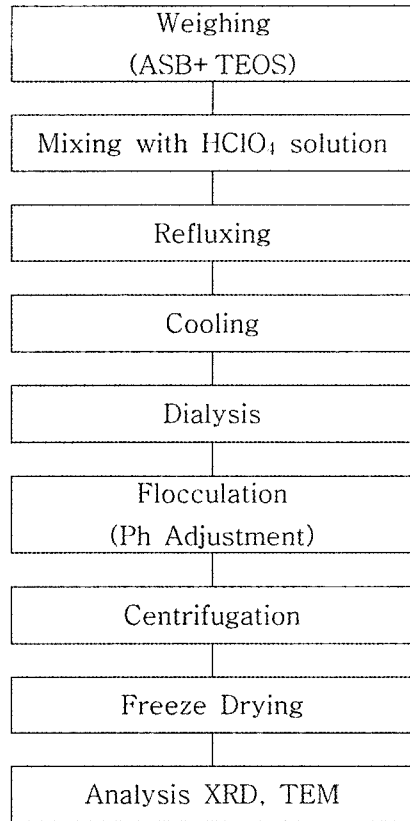 Weighing
(ASB+ TEOS)
Mixing with HClO₄ solution
Refluxing
Cooling
Dialysis
Flocculation
(Ph Adjustment)
Centrifugation
Freeze Drying
Analysis XRD, TEM